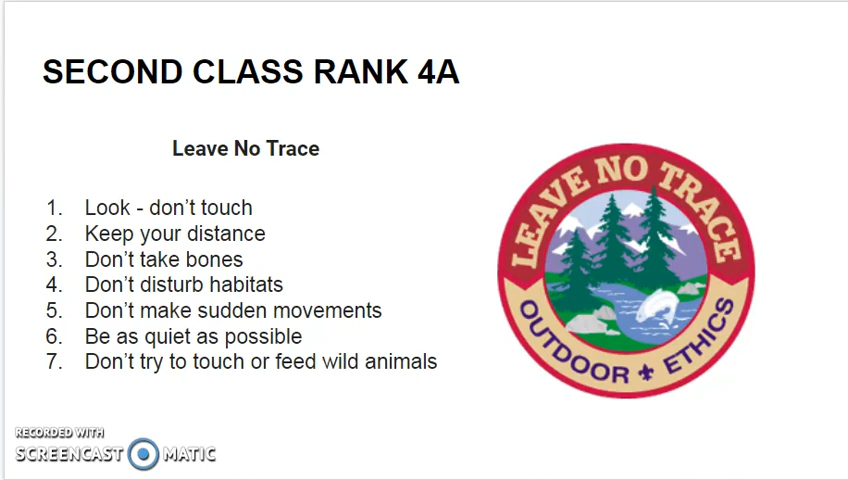 SECOND CLASS RANK 4A
Leave No Trace
1. Look - don't touch
2. Keep your distance
3. Don't take bones
4. Don't disturb habitats
5. Don't make sudden movements
6. Be as quiet as possible
7. Don't try to touch or feed wild animals
LEAVE NO TRACE
OUTDOOR ETHICS
RECORDED WITH
SCREENCAST MATIC